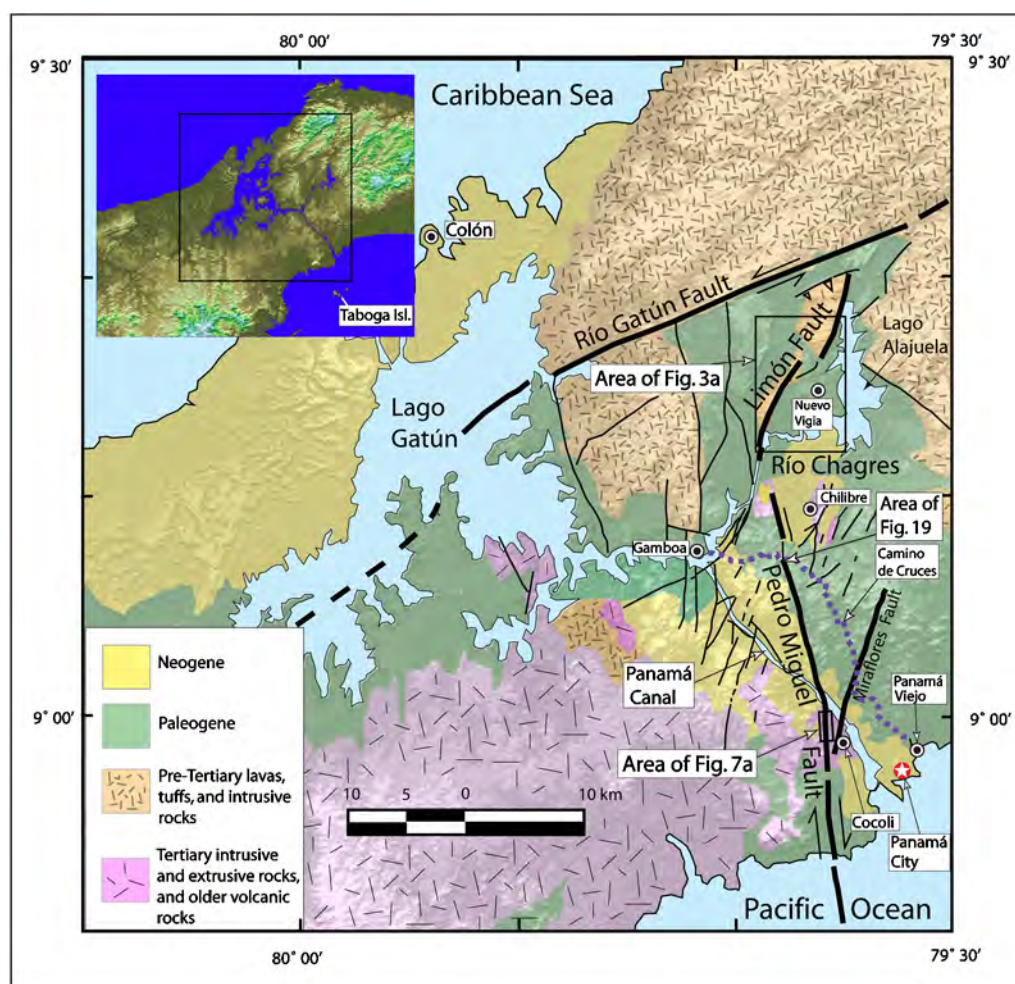 80° 00'
79° 30'
9° 30'
9° 30'
Caribbean Sea
Colón
Taboga Isl.
Río Gatún Fault
Limón Fault
Lago
Alajuela
Area of Fig. 3a
Lago
Gatún
Nuevo
Vigia
Río Chagres
Chilibre
Area of
Fig. 19
Gamboa
Camino
de Cruces
Pedro Miguel
Fault
Miraflores Fault
Panamá
Viejo
Panamá
Canal
9° 00'
9° 00'
Area of Fig. 7a
Cocoli
Panamá
City
Pacific Ocean
Neogene
Paleogene
Pre-Tertiary lavas,
tuffs, and intrusive
rocks
Tertiary intrusive
and extrusive rocks,
and older volcanic
rocks
10 5 0 10 km
80° 00'
79° 30'